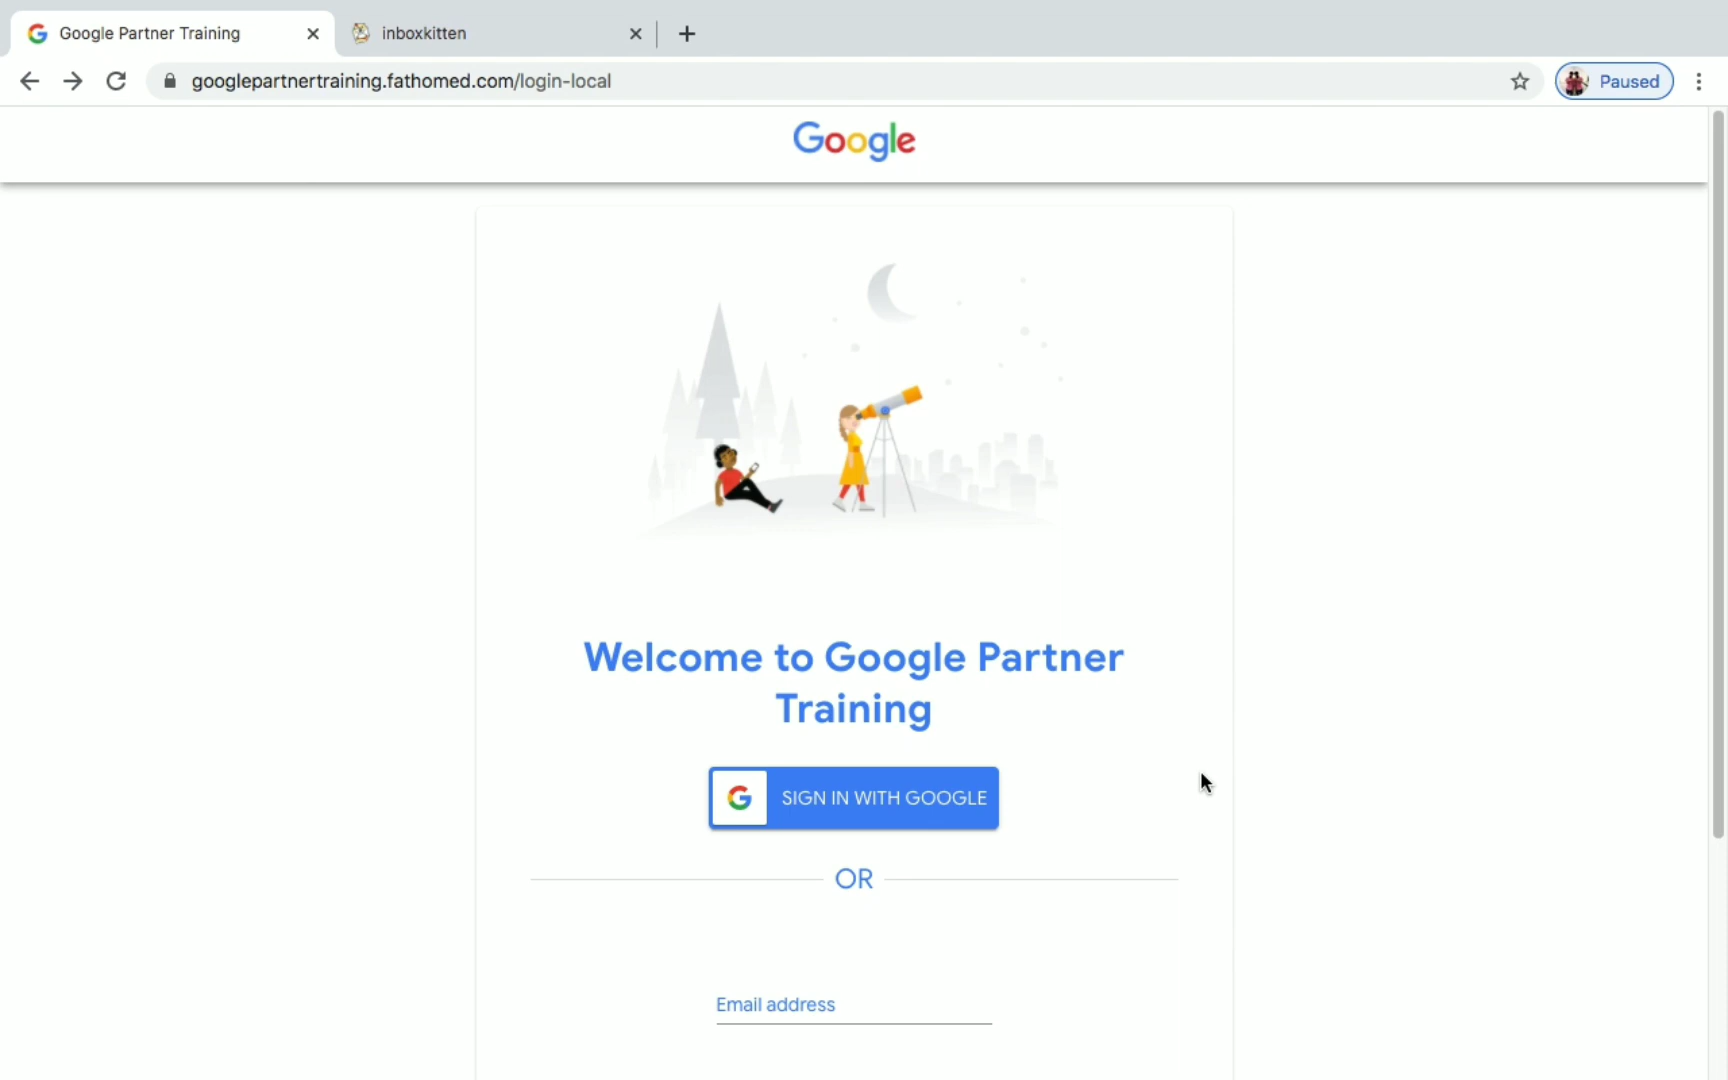 Google Partner Training
inboxkitten
googlepartnertraining.fathomed.com/login-local
Paused
Google
Welcome to Google Partner
Training
G SIGN IN WITH GOOGLE
OR
Email address